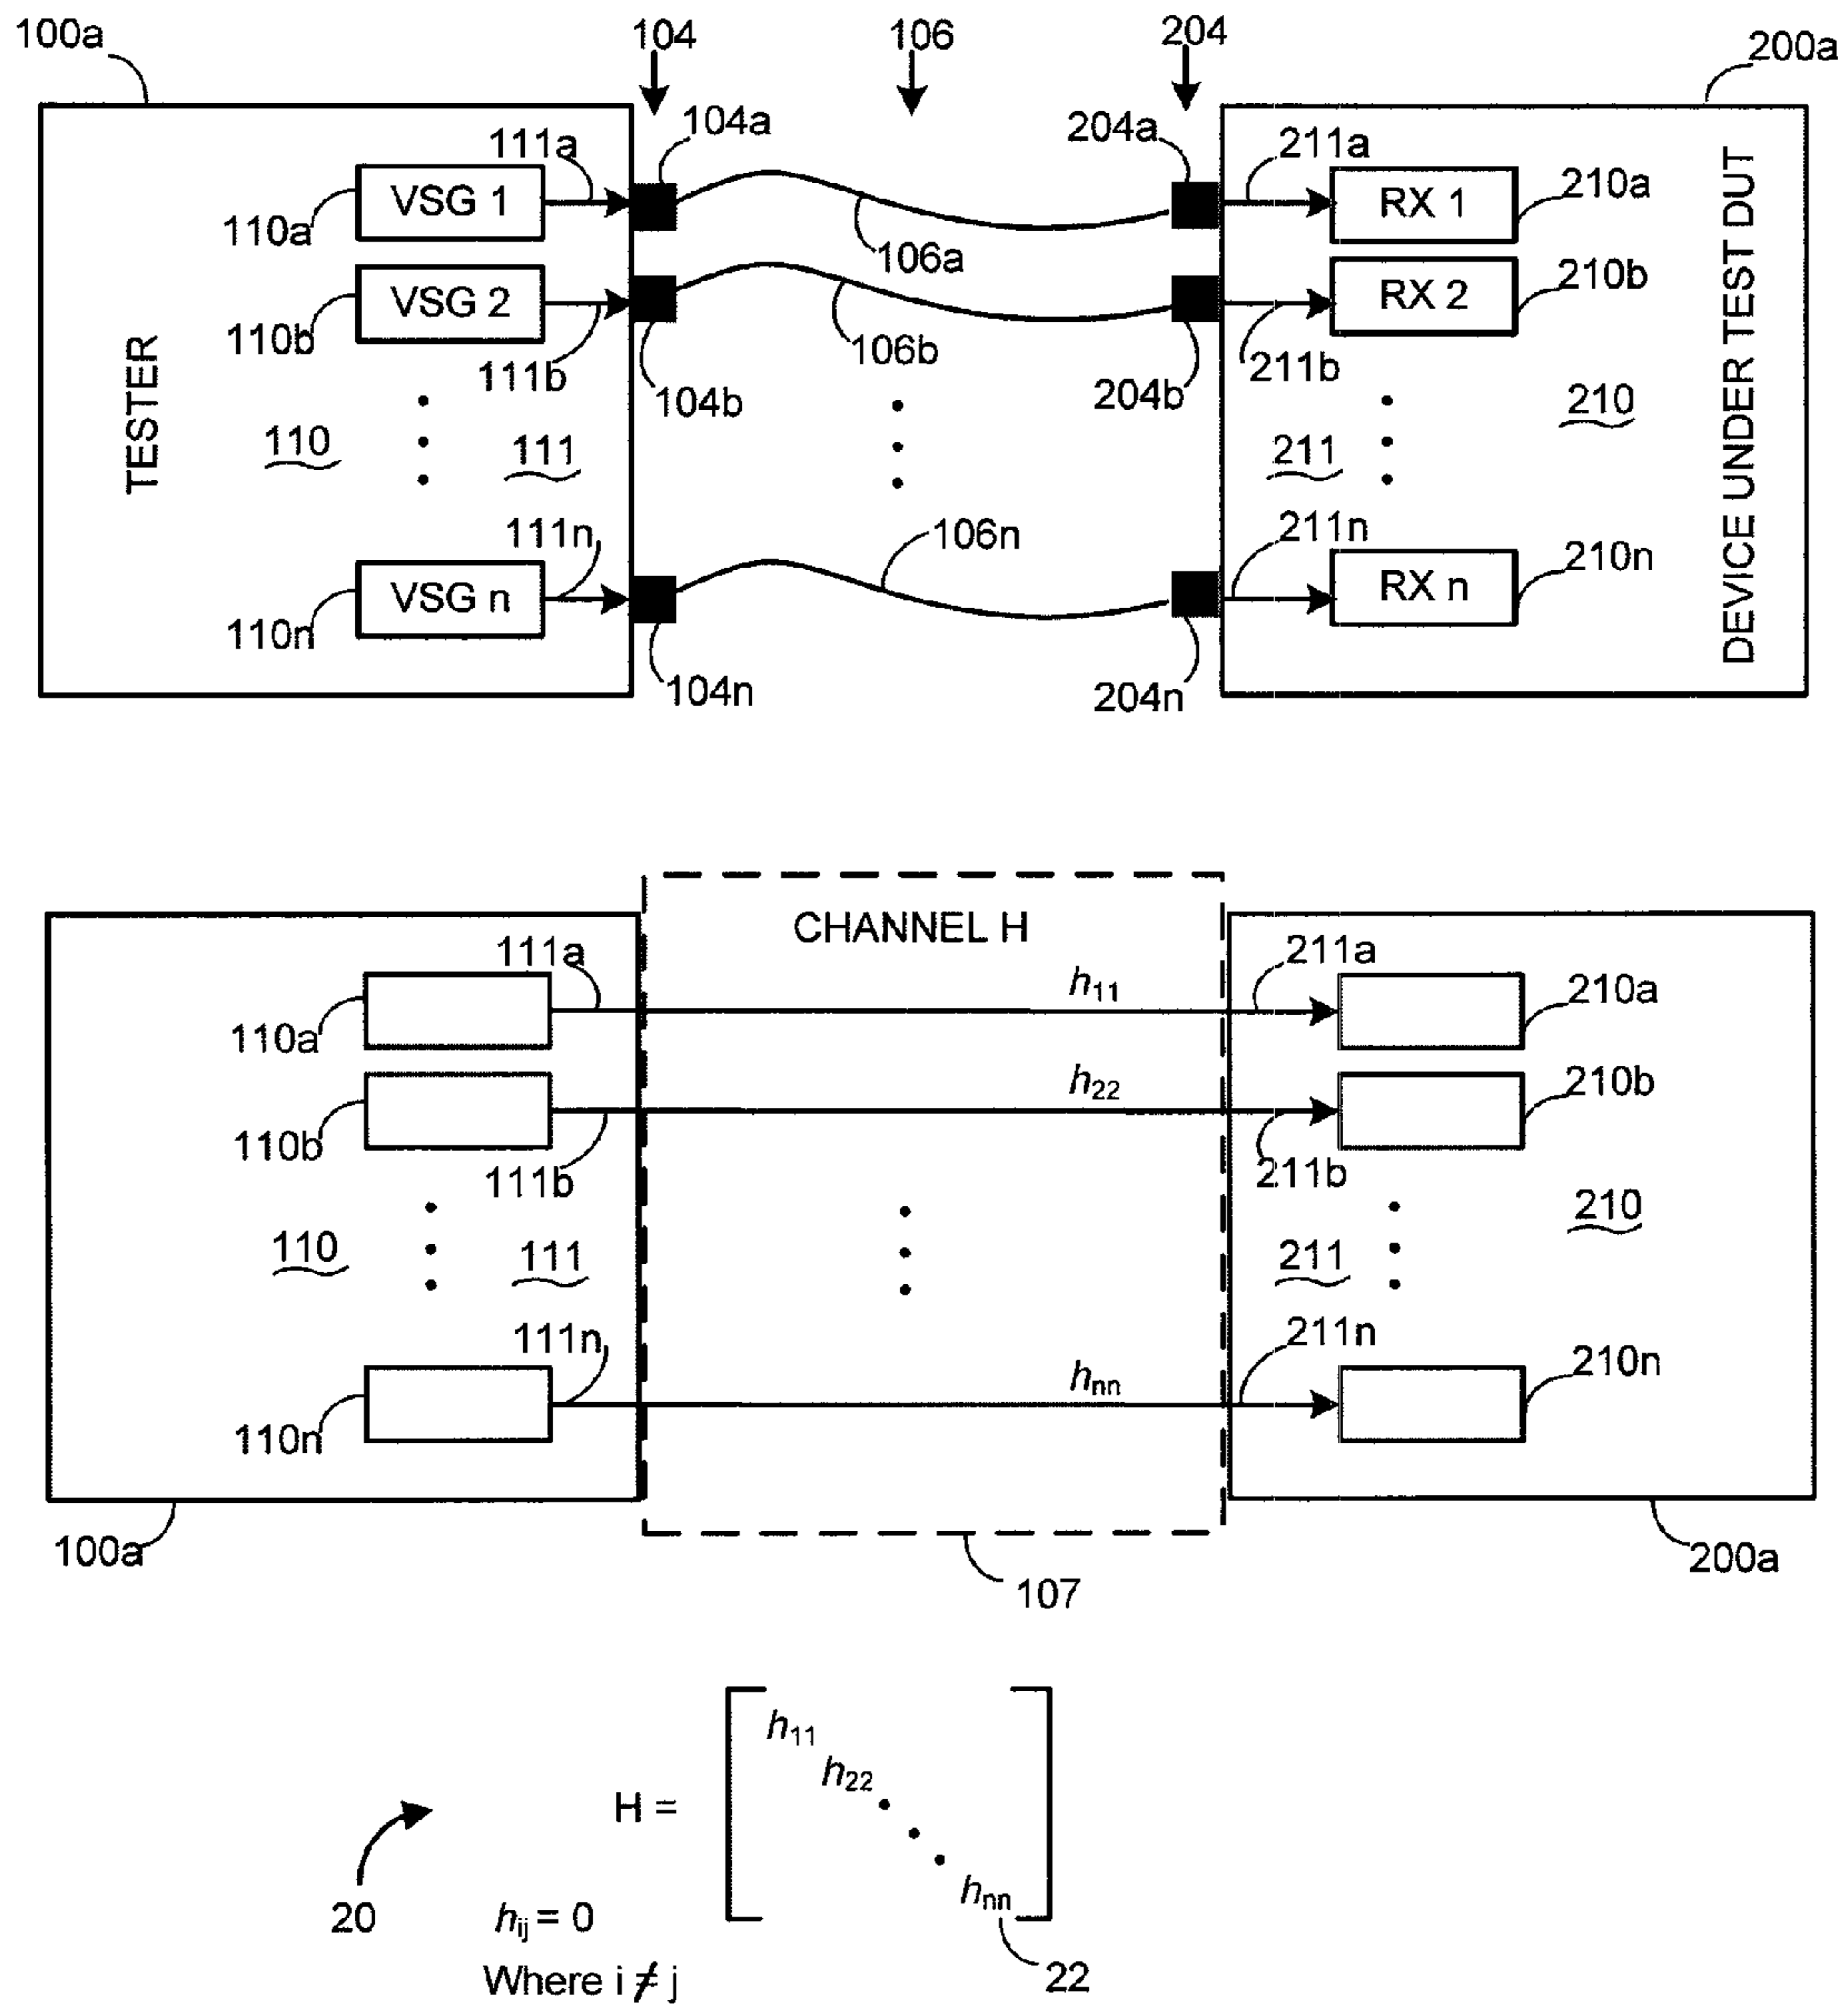 100a
104
106
204
200a
104a
204a
111a
211a
VSG 1
RX 1
110a
210a
106a
VSG 2
RX 2
110b
210b
111b
106b
211b
104b
204b
TESTER
110
111
211
210
DEVICE UNDER TEST DUT
111n
106n
211n
VSG n
RX n
110n
210n
104n
204n
CHANNEL H
111a
h11
211a
110a
210a
h22
110b
210b
111b
211b
110
111
211
210
111n
hnn
211n
110n
210n
100a
107
200a
h11
h22
H =
hnn
20
hij = 0
22
Where i ≠ j